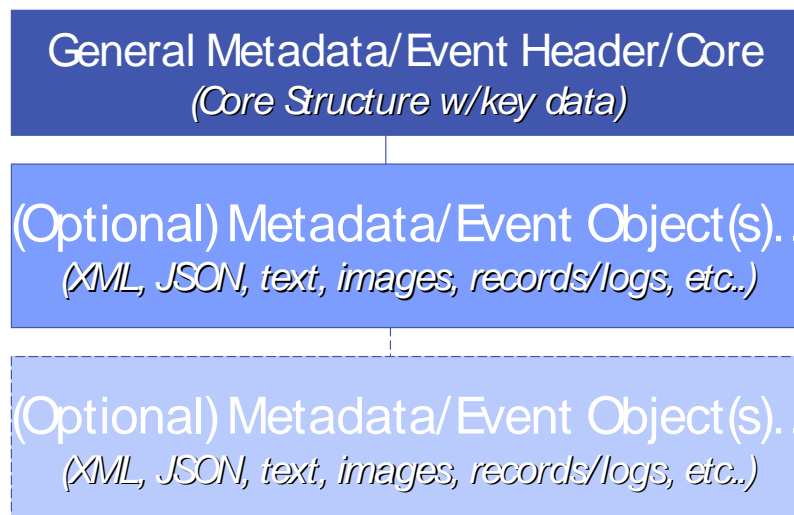 General Metadata/Event Header/Core
(Core Structure w/key data)
(Optional) Metadata/Event Object(s)..
(XML, JSON, text, images, records/logs, etc..)
(Optional) Metadata/Event Object(s)..
(XML, JSON, text, images, records/logs, etc..)